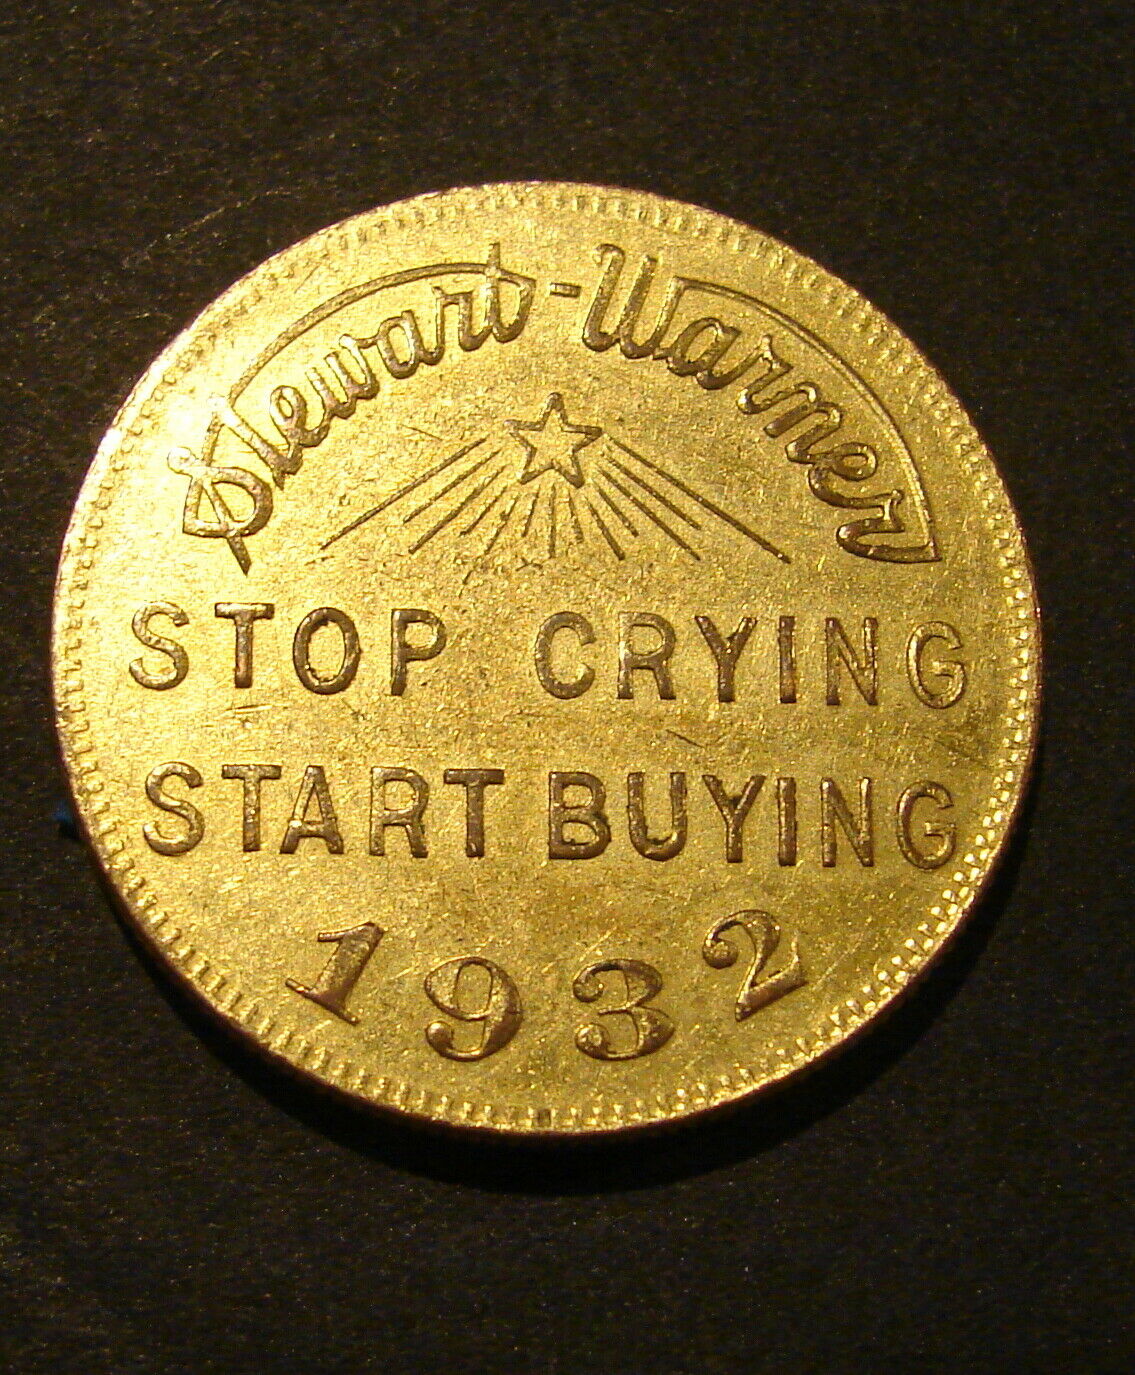 Stewart-Warner
STOP CRYING
START BUYING
1932